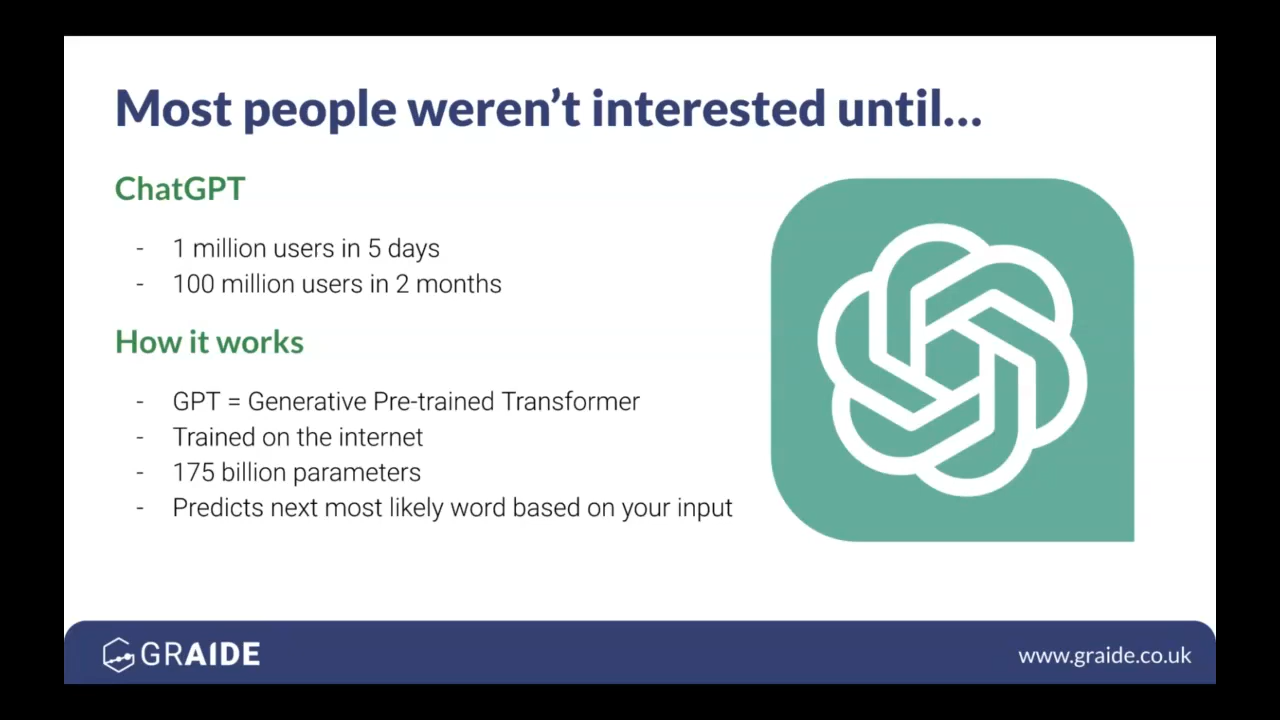 Most people weren’t interested until...
ChatGPT
- 1 million users in 5 days
- 100 million users in 2 months
How it works
- GPT = Generative Pre-trained Transformer
- Trained on the internet
- 175 billion parameters
- Predicts next most likely word based on your input
GRAIDE
www.graide.co.uk